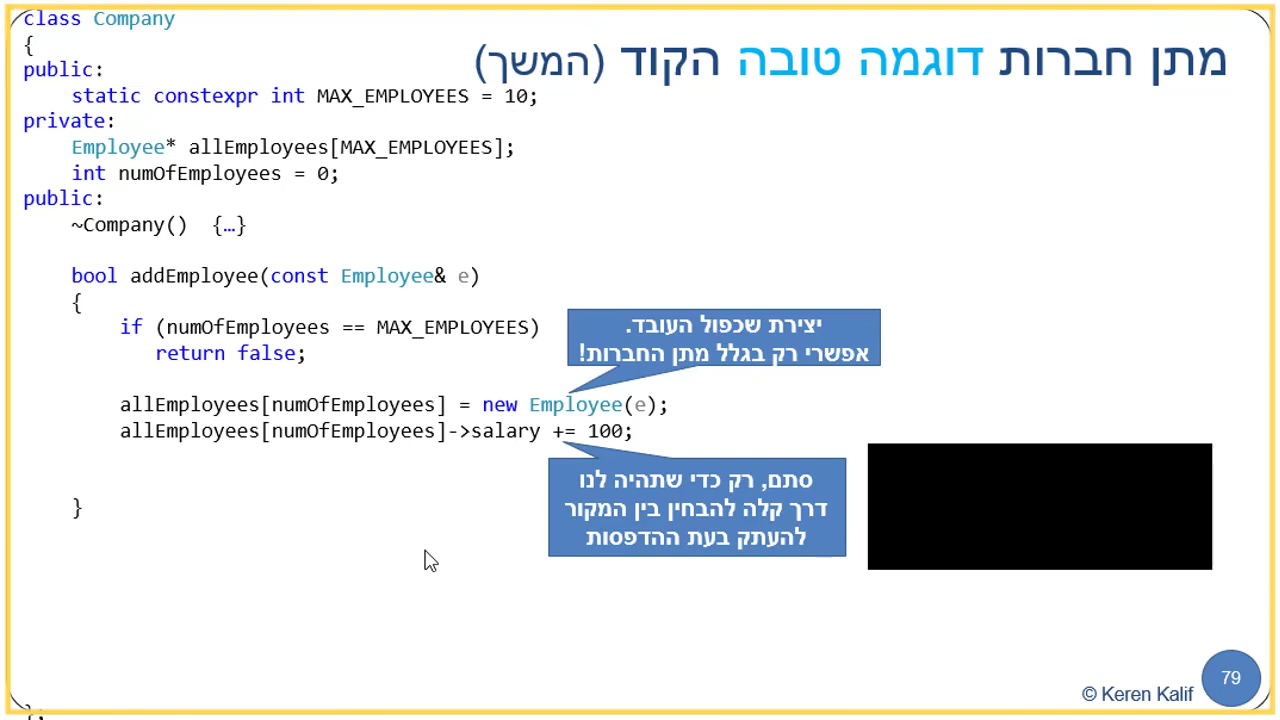 מתן חברות דוגמה טובה הקוד (המשך)
class Company
{
public:
static constexpr int MAX_EMPLOYEES = 10;
private:
Employee* allEmployees[MAX_EMPLOYEES];
int numOfEmployees = 0;
public:
~Company() {…}
bool addEmployee(const Employee& e)
{
if (numOfEmployees == MAX_EMPLOYEES)
return false;
יצירת שכפול העובד.
אפשרי רק בגלל מתן החברות!
allEmployees[numOfEmployees] = new Employee(e);
allEmployees[numOfEmployees]->salary += 100;
סתם, רק כדי שתהיה לנו
דרך קלה להבחין בין המקור
להעתק בעת ההדפסות
}
};
© Keren Kalif
79